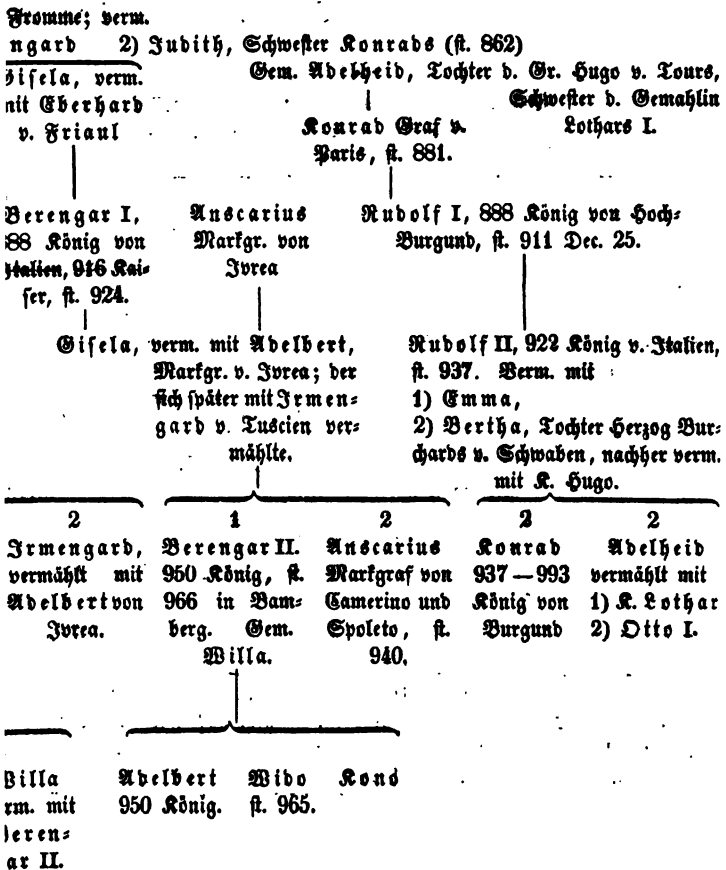 Fromme; verm.
ngard 2) Judith, Schwester Konrads (st. 862)
Gisela, verm.
Gem. Adelheid, Tochter d. Gr. Hugo v. Tours,
mit Eberhard
Schwester d. Gemahlin
v. Friaul
Konrad Graf v.
Lothars I.
Paris, st. 881.
Berengar I,
Anscarius
Rudolf I, 888 König von Hoch-
88 König von
Markgr. von
Burgund, st. 911 Dec. 25.
Italien, 916 Kai-
Ivrea
ser, st. 924.
Gisela, verm. mit Adelbert,
Markgr. v. Ivrea; der
sich später mit Irmen-
gard v. Tuscien ver-
mählte.
Rudolf II, 922 König v. Italien,
st. 937. Verm. mit
1) Emma,
2) Bertha, Tochter Herzog Bur-
chards v. Schwaben, nachher verm.
mit K. Hugo.
2 1 2 2 2
Irmengard,
vermählt mit
Adelbert von
Ivrea.
Berengar II.
950 König, st.
966 in Bam-
berg. Gem.
Willa.
Anscarius
Markgraf von
Camerino und
Spoleto, st.
940.
Konrad
937—993
König von
Burgund
Adelheid
vermählt mit
1) K. Lothar
2) Otto I.
Willa
rm. mit
Beren-
ar II.
Adelbert
950 König.
Wido
st. 965.
Kono